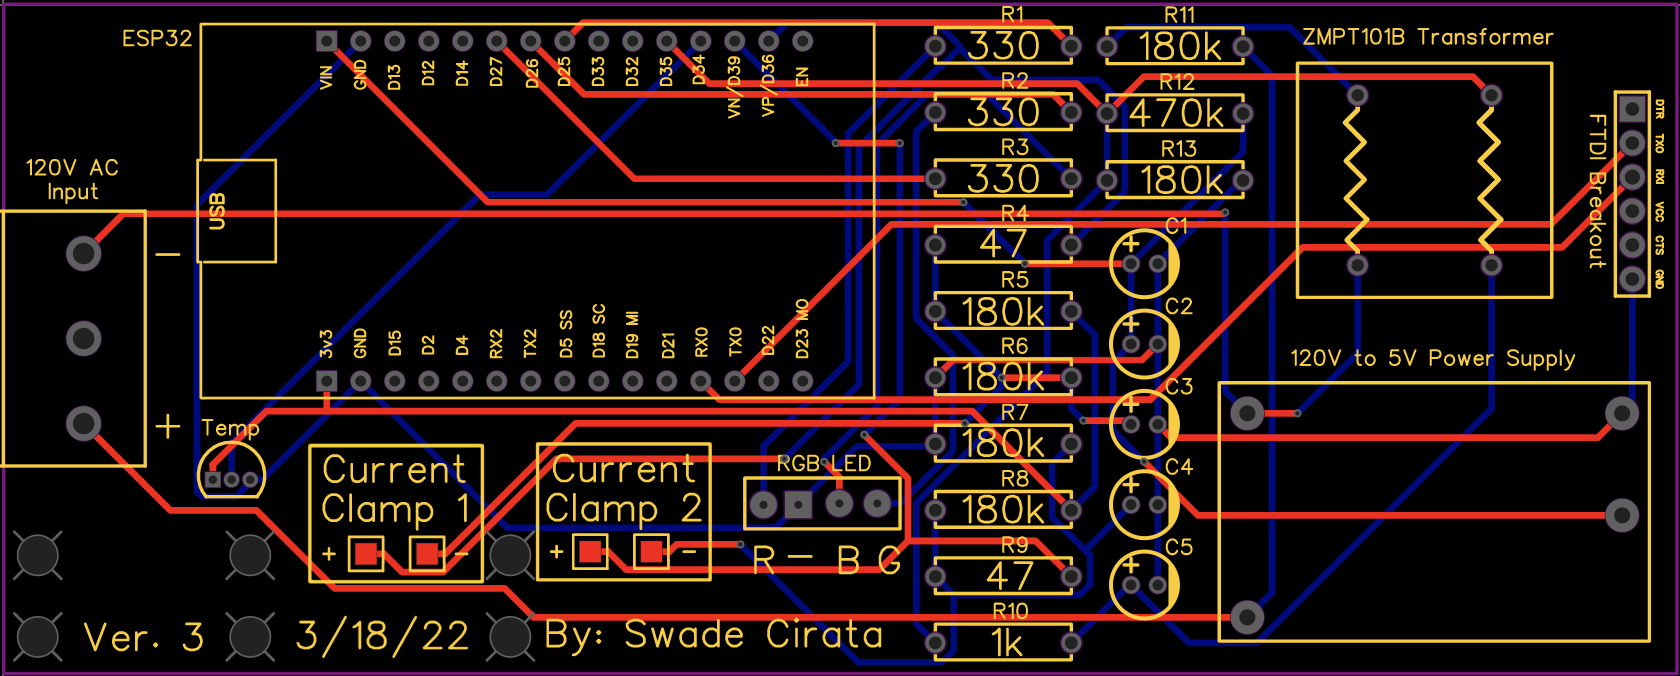 ESP32
VIN
GND
D13
D12
D14
D27
D26
D25
D33
D32
D35
D34
VN/D39
VP/D36
EN
R1
330
R11
180k
ZMPT101B Transformer
R2
330
R12
470k
R3
330
R13
180k
120V AC
Input
-
+
USB
FTDI Breakout
DTR
TXO
RXI
VCC
CTS
GND
R4
47
C1
+
R5
180k
C2
+
R6
180k
120V to 5V Power Supply
3v3
GND
D15
D2
D4
RX2
TX2
D5 SS
D18 SC
D19 MI
D21
RX0
TX0
D22
D23 MO
C3
+
Temp
R7
180k
Current
Clamp 1
+ -
Current
Clamp 2
+ -
RGB LED
R - B G
C4
+
R8
180k
R9
47
C5
+
R10
1k
Ver. 3 3/18/22 By: Swade Cirata